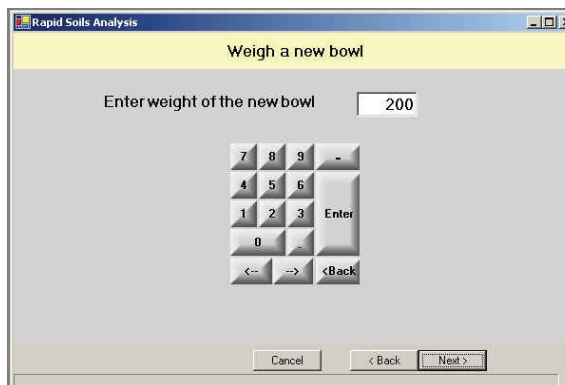 Rapid Soils Analysis
Weigh a new bowl
Enter weight of the new bowl 200
7 8 9 -
4 5 6
1 2 3 Enter
0 .
<-- --> <Back
Cancel < Back Next >